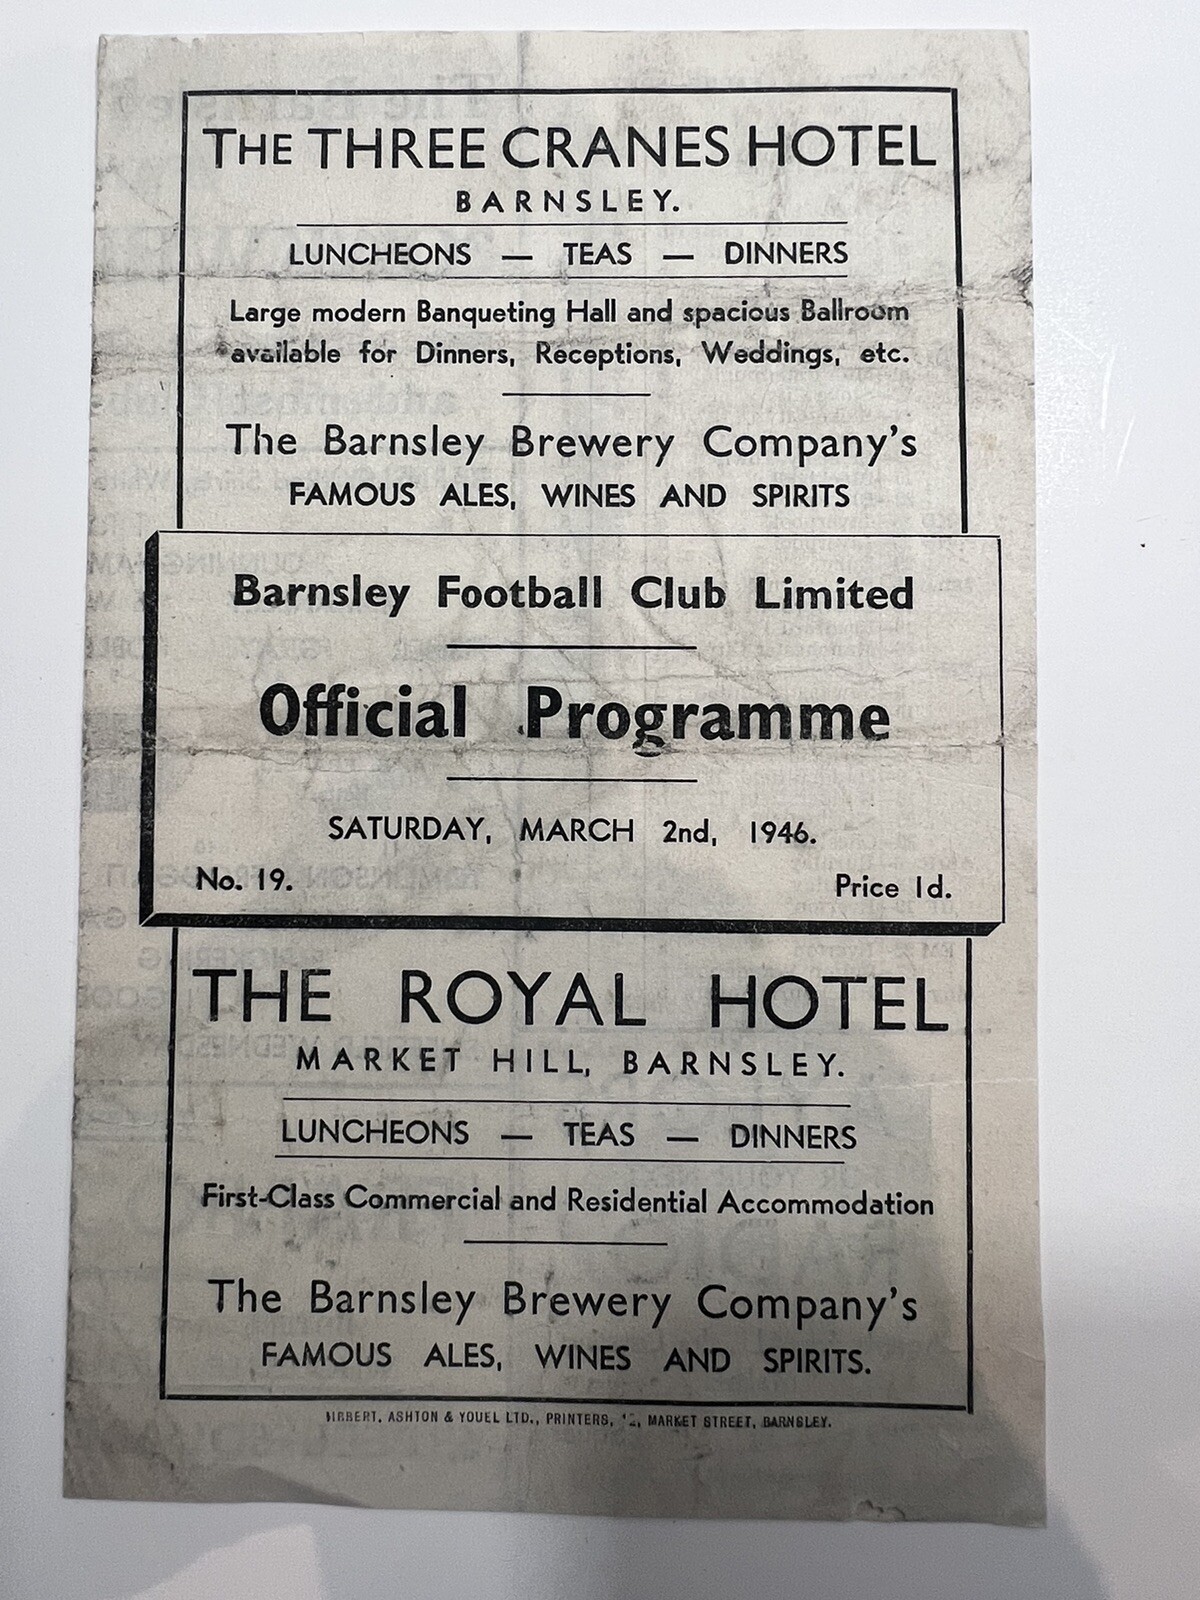 THE THREE CRANES HOTEL
BARNSLEY.
LUNCHEONS — TEAS — DINNERS
Large modern Banqueting Hall and spacious Ballroom
available for Dinners, Receptions, Weddings, etc.
The Barnsley Brewery Company's
FAMOUS ALES, WINES AND SPIRITS
Barnsley Football Club Limited
Official Programme
SATURDAY, MARCH 2nd, 1946.
No. 19.
Price 1d.
THE ROYAL HOTEL
MARKET HILL, BARNSLEY.
LUNCHEONS — TEAS — DINNERS
First-Class Commercial and Residential Accommodation
The Barnsley Brewery Company's
FAMOUS ALES, WINES AND SPIRITS.
ASHTON & YOUEL LTD., PRINTERS, MARKET STREET, BARNSLEY.